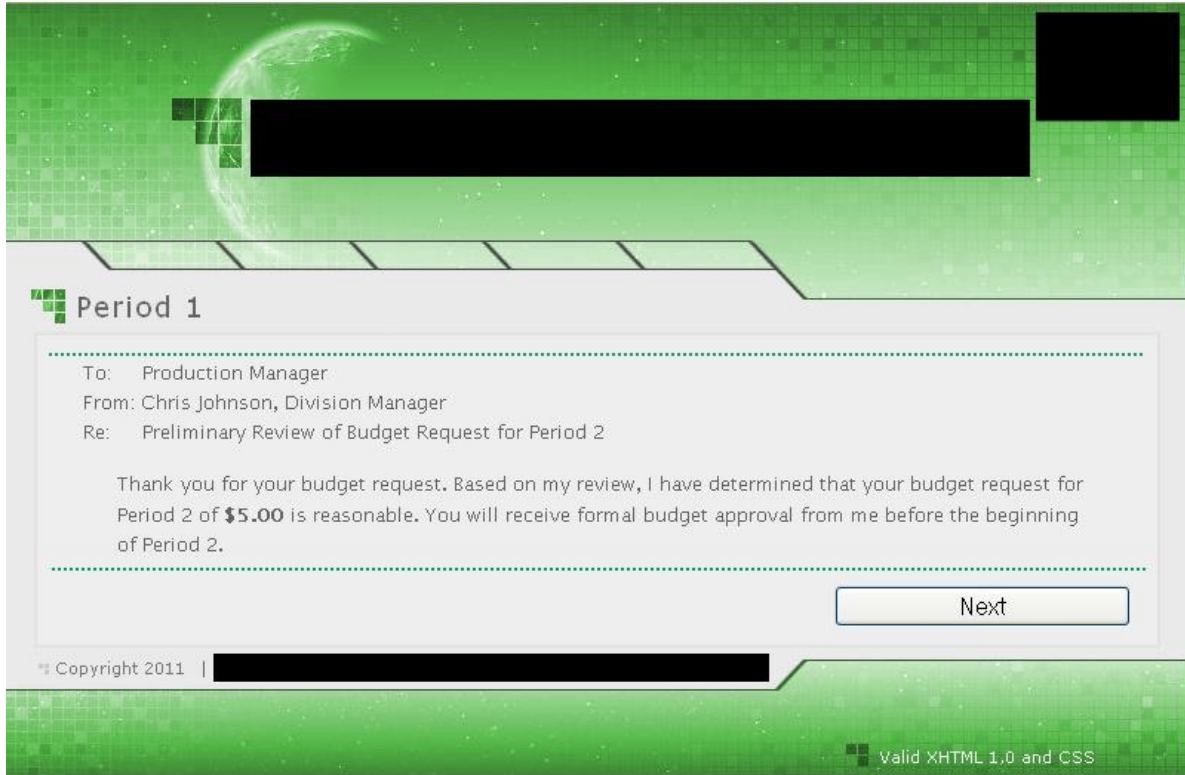 Period 1
To: Production Manager
From: Chris Johnson, Division Manager
Re: Preliminary Review of Budget Request for Period 2
Thank you for your budget request. Based on my review, I have determined that your budget request for
Period 2 of $5.00 is reasonable. You will receive formal budget approval from me before the beginning
of Period 2.
Next
Copyright 2011 |
Valid XHTML 1.0 and CSS